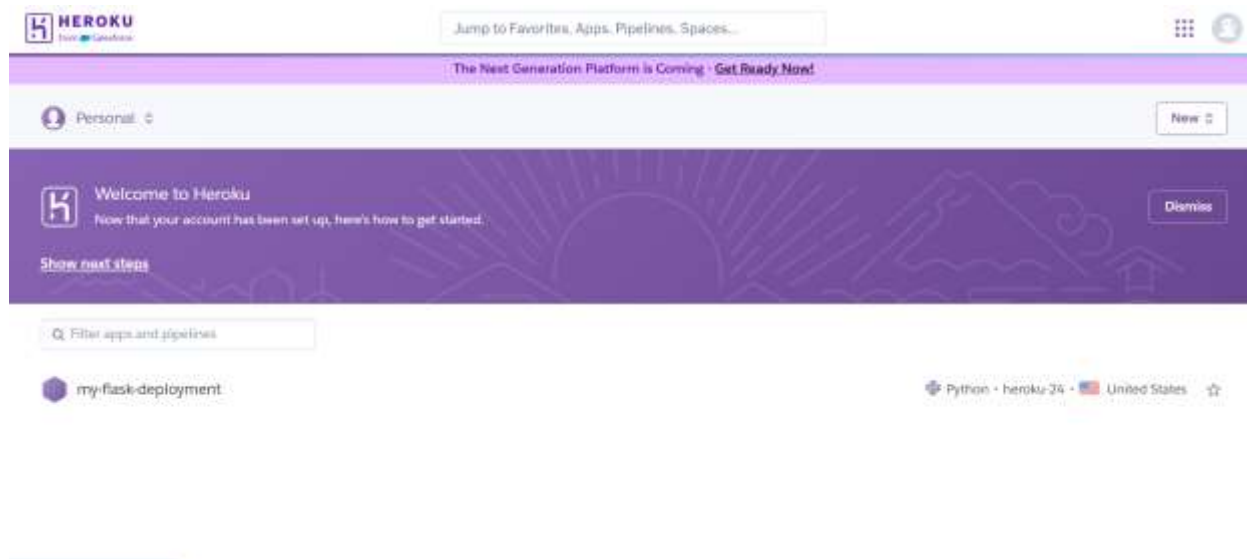 HEROKU
Jump to Favorites, Apps, Pipelines, Spaces...
The Next Generation Platform is Coming - Get Ready Now!
Personal
New
Welcome to Heroku
Now that your account has been set up, here's how to get started.
Dismiss
Show next steps
Filter apps and pipelines
my-flask-deployment
Python • heroku-24 • United States